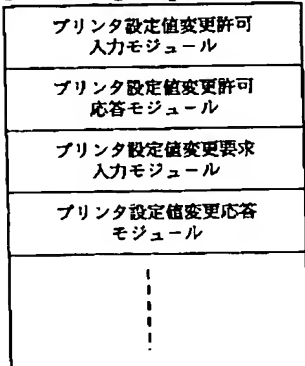 プリンタ設定値変更許可
入力モジュール
プリンタ設定値変更許可
応答モジュール
プリンタ設定値変更要求
入力モジュール
プリンタ設定値変更応答
モジュール